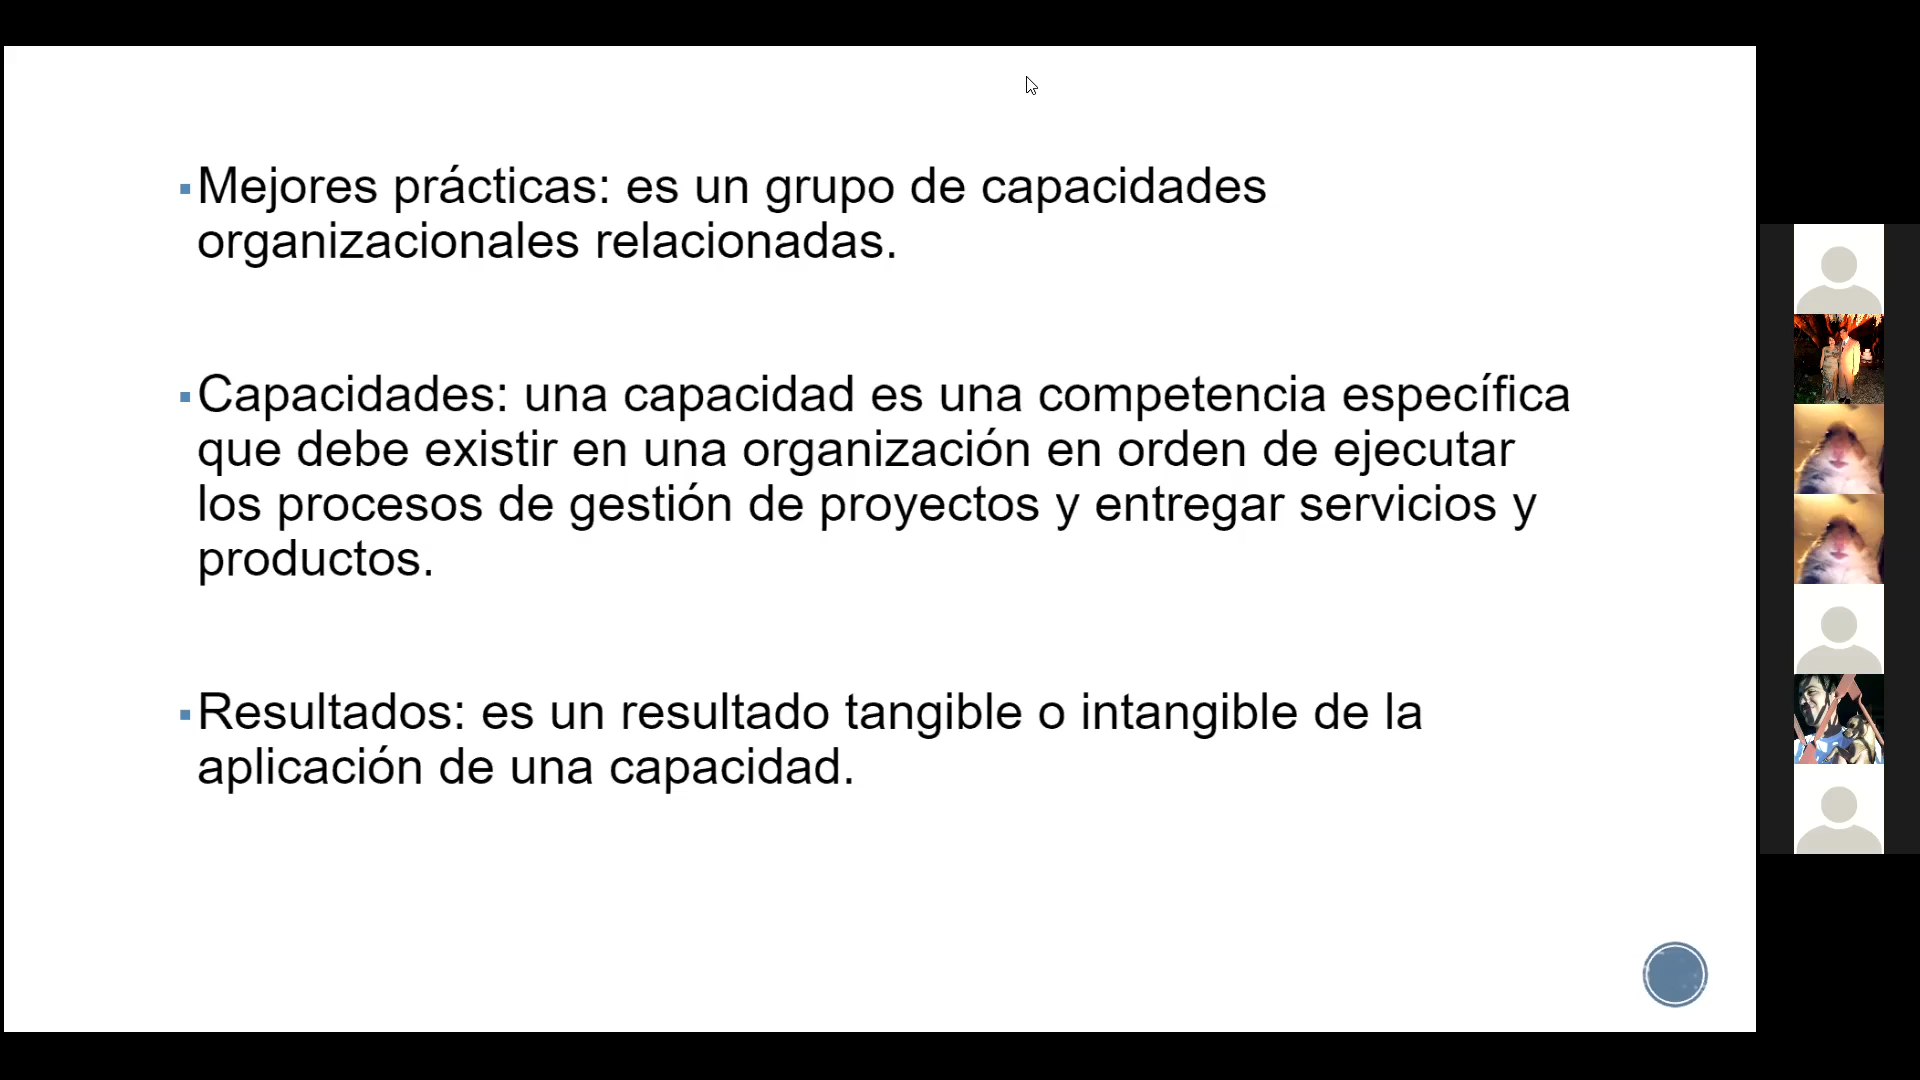 ▪Mejores prácticas: es un grupo de capacidades
organizacionales relacionadas.
▪Capacidades: una capacidad es una competencia específica
que debe existir en una organización en orden de ejecutar
los procesos de gestión de proyectos y entregar servicios y
productos.
▪Resultados: es un resultado tangible o intangible de la
aplicación de una capacidad.